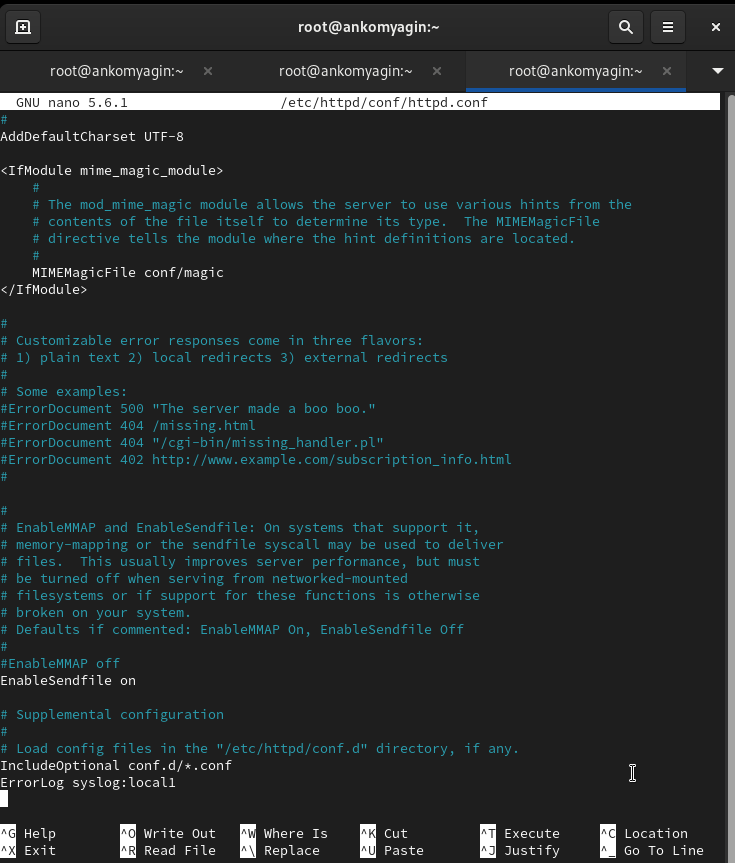 root@ankomyagin:~
root@ankomyagin:~ × root@ankomyagin:~ × root@ankomyagin:~ ×
GNU nano 5.6.1 /etc/httpd/conf/httpd.conf
#
AddDefaultCharset UTF-8
<IfModule mime_magic_module>
    #
    # The mod_mime_magic module allows the server to use various hints from the
    # contents of the file itself to determine its type.  The MIMEMagicFile
    # directive tells the module where the hint definitions are located.
    #
    MIMEMagicFile conf/magic
</IfModule>
#
# Customizable error responses come in three flavors:
# 1) plain text 2) local redirects 3) external redirects
#
# Some examples:
#ErrorDocument 500 "The server made a boo boo."
#ErrorDocument 404 /missing.html
#ErrorDocument 404 "/cgi-bin/missing_handler.pl"
#ErrorDocument 402 http://www.example.com/subscription_info.html
#
#
# EnableMMAP and EnableSendfile: On systems that support it,
# memory-mapping or the sendfile syscall may be used to deliver
# files.  This usually improves server performance, but must
# be turned off when serving from networked-mounted
# filesystems or if support for these functions is otherwise
# broken on your system.
# Defaults if commented: EnableMMAP On, EnableSendfile Off
#
#EnableMMAP off
EnableSendfile on
# Supplemental configuration
#
# Load config files in the "/etc/httpd/conf.d" directory, if any.
IncludeOptional conf.d/*.conf
ErrorLog syslog:local1
^G Help ^O Write Out ^W Where Is ^K Cut ^T Execute ^C Location
^X Exit ^R Read File ^\ Replace ^U Paste ^J Justify ^_ Go To Line